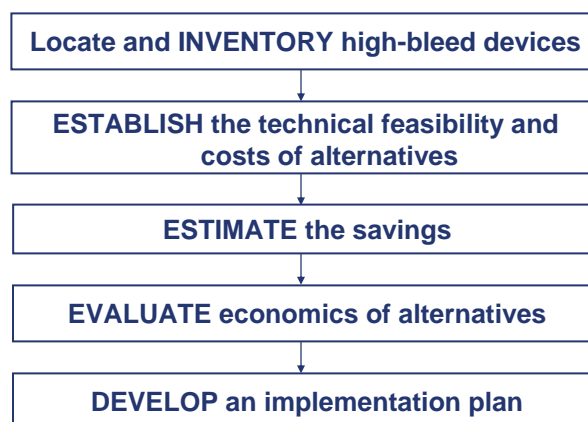 Locate and INVENTORY high-bleed devices
ESTABLISH the technical feasibility and
costs of alternatives
ESTIMATE the savings
EVALUATE economics of alternatives
DEVELOP an implementation plan